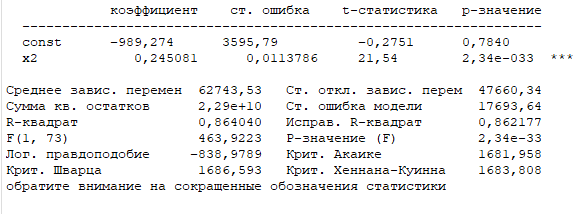 коэффициент ст. ошибка t-статистика p-значение
---------------------------------------------------------
const -989,274 3595,79 -0,2751 0,7840
x2 0,245081 0,0113786 21,54 2,34e-033 ***
Среднее завис. перемен 62743,53 Ст. откл. завис. перем 47660,34
Сумма кв. остатков 2,29e+10 Ст. ошибка модели 17693,64
R-квадрат 0,864040 Исправ. R-квадрат 0,862177
F(1, 73) 463,9223 Р-значение (F) 2,34e-33
Лог. правдоподобие -838,9789 Крит. Акаике 1681,958
Крит. Шварца 1686,593 Крит. Хеннана-Куинна 1683,808
обратите внимание на сокращенные обозначения статистики